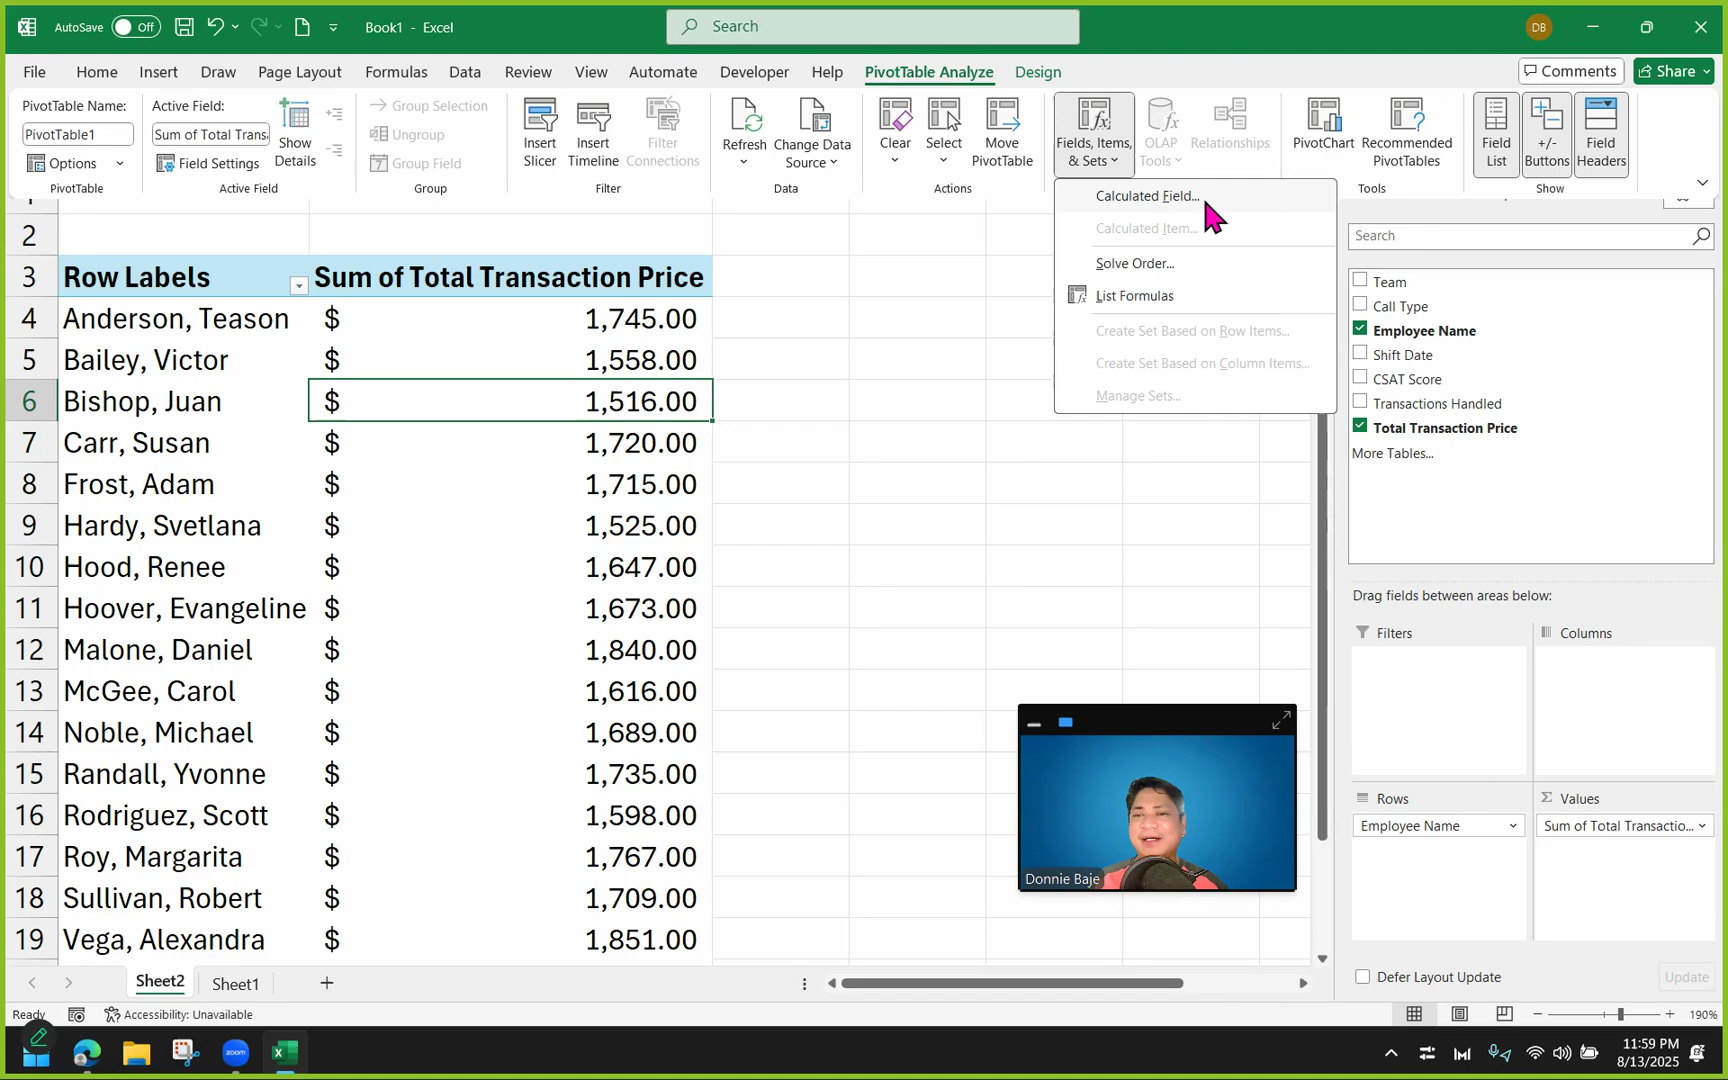 AutoSave Off Book1 - Excel Search DB
File Home Insert Draw Page Layout Formulas Data Review View Automate Developer Help PivotTable Analyze Design Comments Share
PivotTable Name:
PivotTable1
Options
PivotTable
Active Field:
Sum of Total Trans
Field Settings
Show
Details
Active Field
Group Selection
Ungroup
Group Field
Group
Insert
Slicer
Insert
Timeline
Filter
Connections
Filter
Refresh
Change Data
Source
Data
Clear
Select
Move
PivotTable
Actions
Fields, Items,
& Sets
OLAP
Tools
Relationships
PivotChart
Recommended
PivotTables
Tools
Field
List
+/-
Buttons
Field
Headers
Show
Calculated Field...
Calculated Item...
Solve Order...
List Formulas
Create Set Based on Row Items...
Create Set Based on Column Items...
Manage Sets...
2
3 Row Labels Sum of Total Transaction Price
4 Anderson, Teason $ 1,745.00
5 Bailey, Victor $ 1,558.00
6 Bishop, Juan $ 1,516.00
7 Carr, Susan $ 1,720.00
8 Frost, Adam $ 1,715.00
9 Hardy, Svetlana $ 1,525.00
10 Hood, Renee $ 1,647.00
11 Hoover, Evangeline $ 1,673.00
12 Malone, Daniel $ 1,840.00
13 McGee, Carol $ 1,616.00
14 Noble, Michael $ 1,689.00
15 Randall, Yvonne $ 1,735.00
16 Rodriguez, Scott $ 1,598.00
17 Roy, Margarita $ 1,767.00
18 Sullivan, Robert $ 1,709.00
19 Vega, Alexandra $ 1,851.00
Search
Team
Call Type
Employee Name
Shift Date
CSAT Score
Transactions Handled
Total Transaction Price
More Tables...
Drag fields between areas below:
Filters
Columns
Rows
Employee Name
Values
Sum of Total Transactio...
Defer Layout Update
Update
Donnie Baje
Sheet2 Sheet1
Ready Accessibility: Unavailable 190%
zoom
11:59 PM
8/13/2025